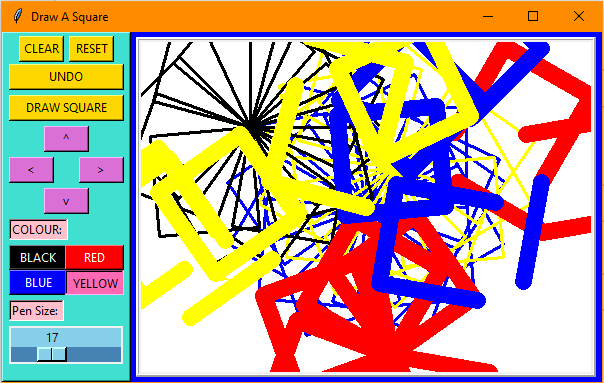 Draw A Square
CLEAR RESET
UNDO
DRAW SQUARE
^
< >
v
COLOUR:
BLACK RED
BLUE YELLOW
Pen Size:
17